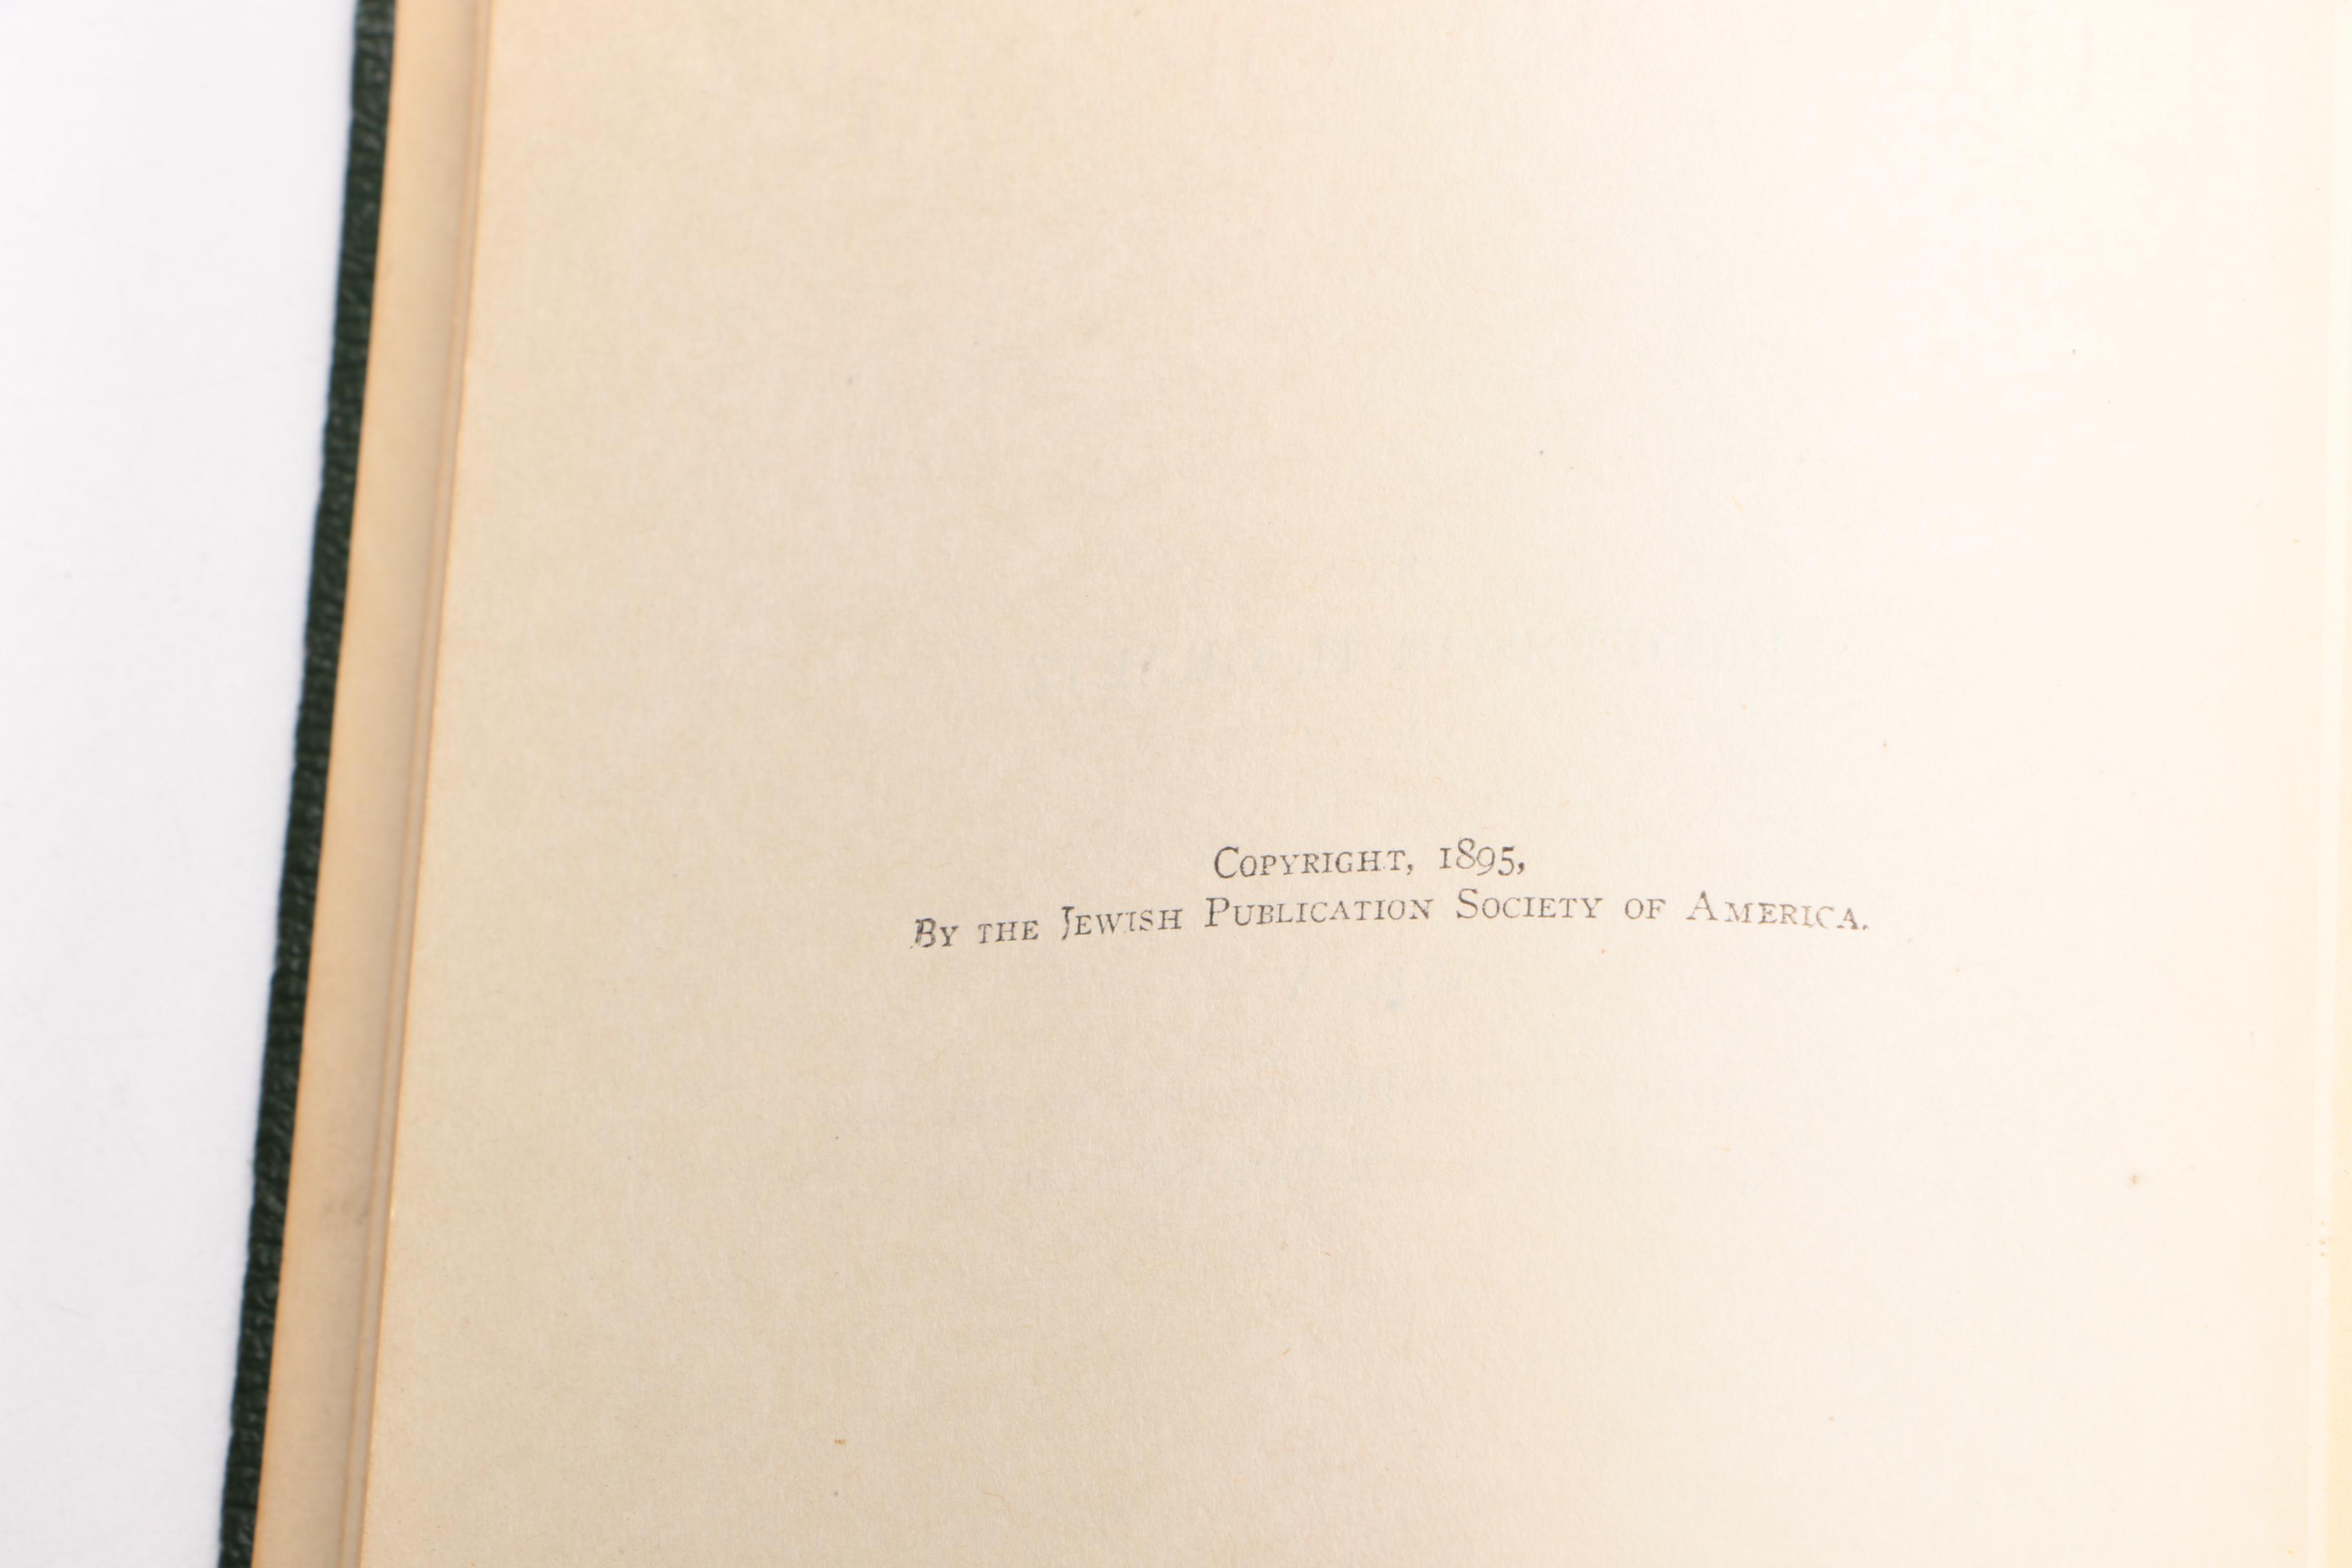 Copyright, 1895,
By the Jewish Publication Society of America.